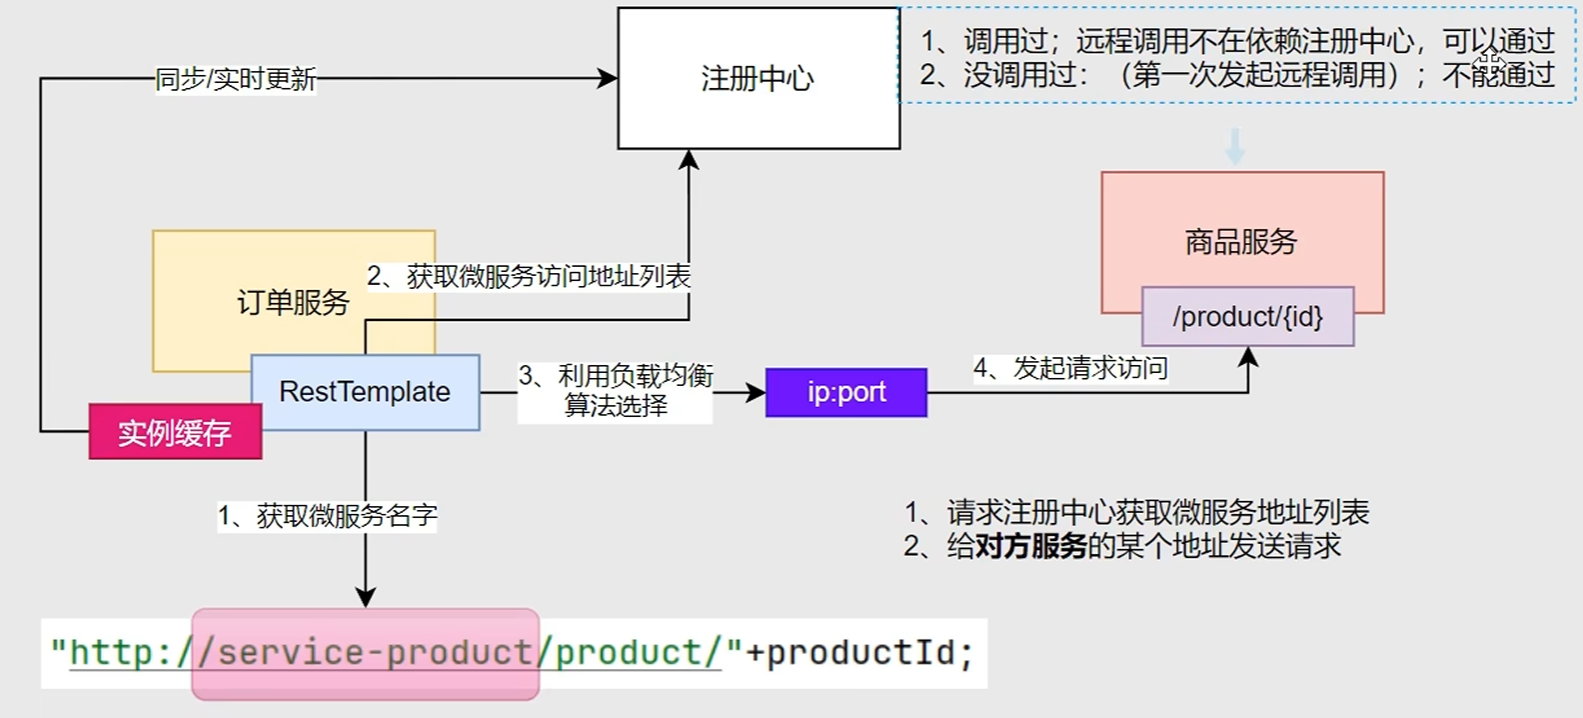 注册中心
1、调用过；远程调用不在依赖注册中心，可以通过
2、没调用过：（第一次发起远程调用）；不能通过
同步/实时更新
商品服务
/product/{id}
订单服务
2、获取微服务访问地址列表
RestTemplate
实例缓存
3、利用负载均衡
算法选择
ip:port
4、发起请求访问
1、获取微服务名字
1、请求注册中心获取微服务地址列表
2、给对方服务的某个地址发送请求
"http://service-product/product/"+productId;